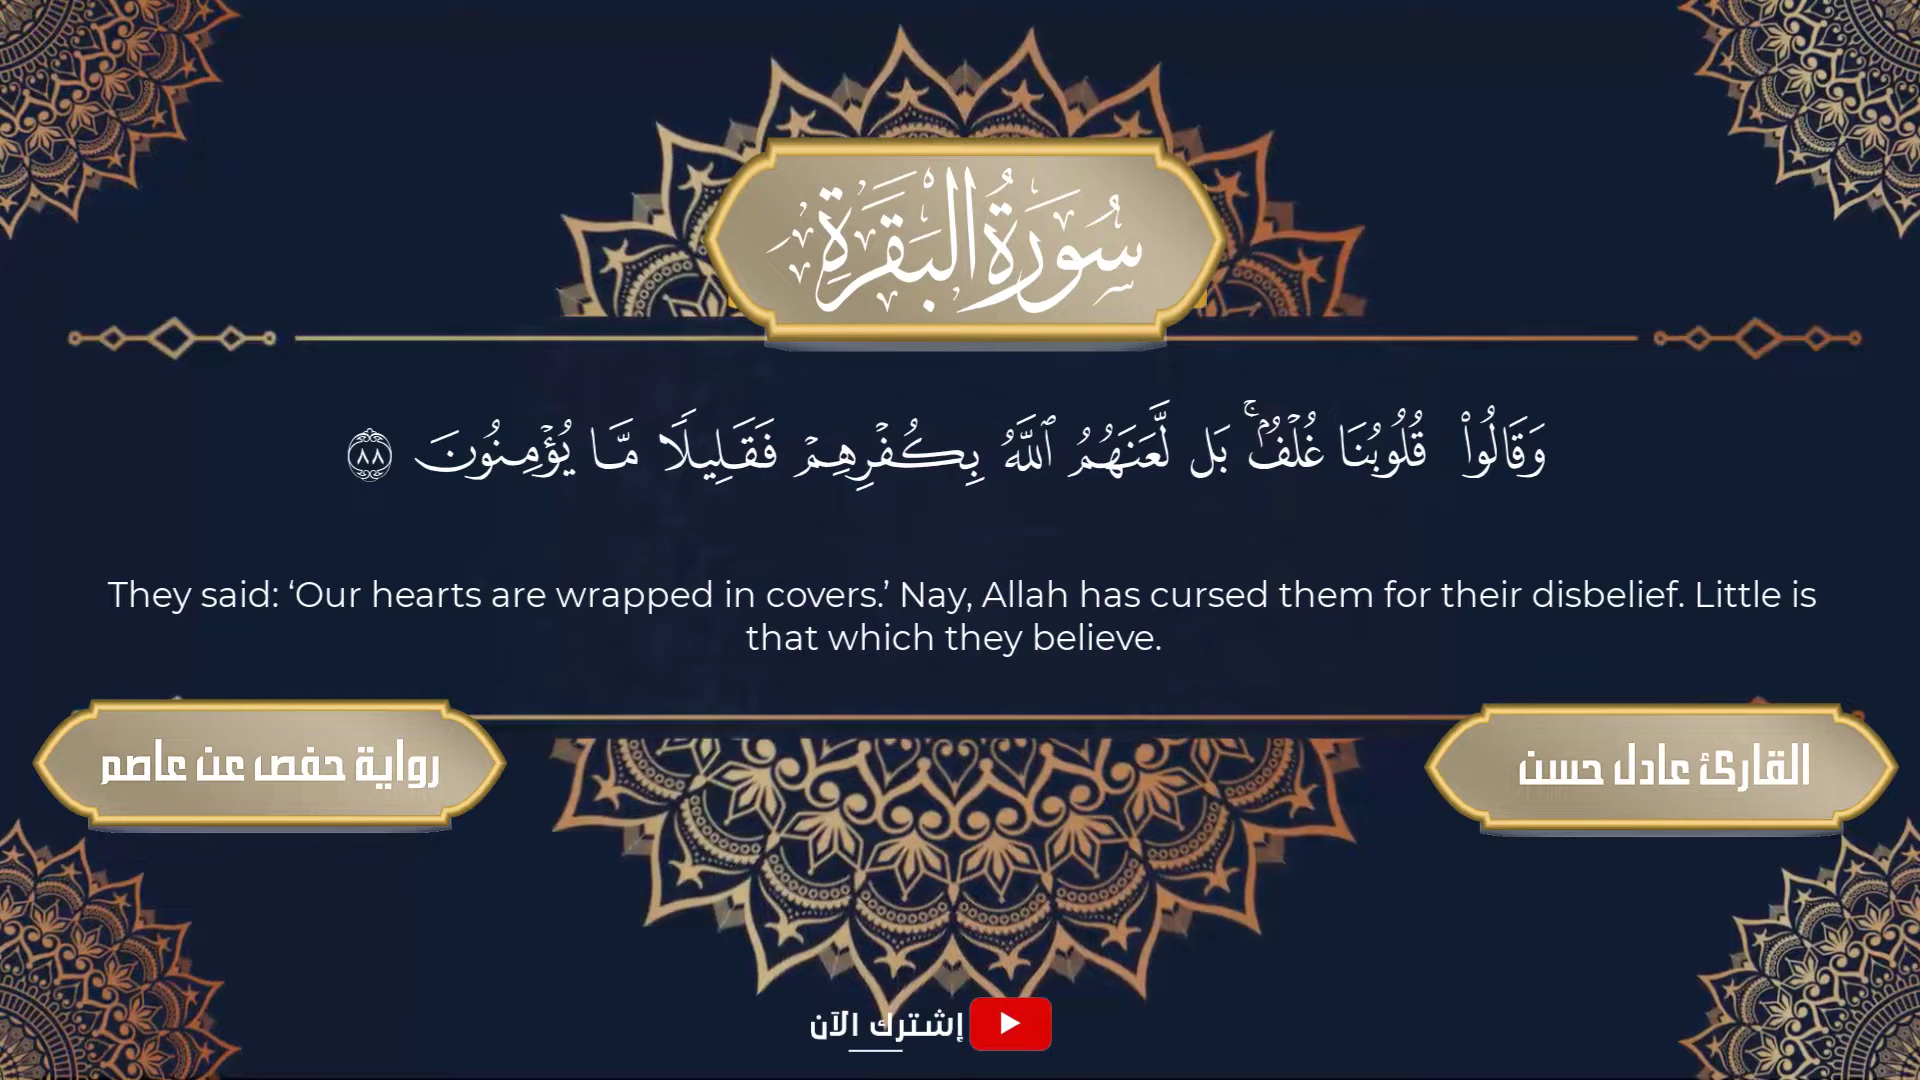 سُورَةُ البَقَرَةِ
وَقَالُوا۟ قُلُوبُنَا غُلْفٌۢ ۚ بَل لَّعَنَهُمُ ٱللَّهُ بِكُفْرِهِمْ فَقَلِيلًا مَّا يُؤْمِنُونَ ٨٨
They said: ‘Our hearts are wrapped in covers.’ Nay, Allah has cursed them for their disbelief. Little is
that which they believe.
القارئ عادل حسن
رواية حفص عن عاصم
إشترك الآن